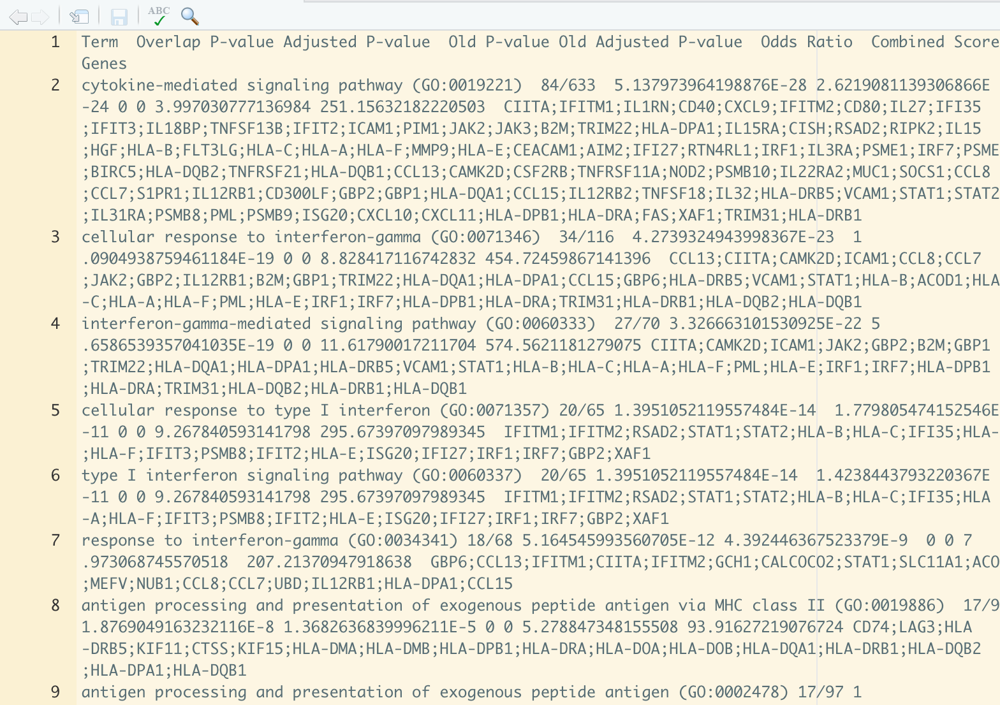 ABC
1 Term Overlap P-value Adjusted P-value Old P-value Old Adjusted P-value Odds Ratio Combined Score
Genes
2 cytokine-mediated signaling pathway (GO:0019221) 84/633 5.137973964198876E-28 2.6219081139306866E
-24 0 0 3.997030777136984 251.15632182220503 CIITA;IFITM1;IL1RN;CD40;CXCL9;IFITM2;CD80;IL27;IFI35
;IFIT3;IL18BP;TNFSF13B;IFIT2;ICAM1;PIM1;JAK2;JAK3;B2M;TRIM22;HLA-DPA1;IL15RA;CISH;RSAD2;RIPK2;IL15
;HGF;HLA-B;FLT3LG;HLA-C;HLA-A;HLA-F;MMP9;HLA-E;CEACAM1;AIM2;IFI27;RTN4RL1;IRF1;IL3RA;PSME1;IRF7;PSME
;BIRC5;HLA-DQB2;TNFRSF21;HLA-DQB1;CCL13;CAMK2D;CSF2RB;TNFRSF11A;NOD2;PSMB10;IL22RA2;MUC1;SOCS1;CCL8
;CCL7;S1PR1;IL12RB1;CD300LF;GBP2;GBP1;HLA-DQA1;CCL15;IL12RB2;TNFSF18;IL32;HLA-DRB5;VCAM1;STAT1;STAT2
;IL31RA;PSMB8;PML;PSMB9;ISG20;CXCL10;CXCL11;HLA-DPB1;HLA-DRA;FAS;XAF1;TRIM31;HLA-DRB1
3 cellular response to interferon-gamma (GO:0071346) 34/116 4.2739324943998367E-23 1
.0904938759461184E-19 0 0 8.828417116742832 454.72459867141396 CCL13;CIITA;CAMK2D;ICAM1;CCL8;CCL7
;JAK2;GBP2;IL12RB1;B2M;GBP1;TRIM22;HLA-DQA1;HLA-DPA1;CCL15;GBP6;HLA-DRB5;VCAM1;STAT1;HLA-B;ACOD1;HLA
-C;HLA-A;HLA-F;PML;HLA-E;IRF1;IRF7;HLA-DPB1;HLA-DRA;TRIM31;HLA-DRB1;HLA-DQB2;HLA-DQB1
4 interferon-gamma-mediated signaling pathway (GO:0060333) 27/70 3.326663101530925E-22 5
.6586539357041035E-19 0 0 11.61790017211704 574.5621181279075 CIITA;CAMK2D;ICAM1;JAK2;GBP2;B2M;GBP1
;TRIM22;HLA-DQA1;HLA-DPA1;HLA-DRB5;VCAM1;STAT1;HLA-B;HLA-C;HLA-A;HLA-F;PML;HLA-E;IRF1;IRF7;HLA-DPB1
;HLA-DRA;TRIM31;HLA-DQB2;HLA-DRB1;HLA-DQB1
5 cellular response to type I interferon (GO:0071357) 20/65 1.3951052119557484E-14 1.779805474152546E
-11 0 0 9.267840593141798 295.67397097989345 IFITM1;IFITM2;RSAD2;STAT1;STAT2;HLA-B;HLA-C;IFI35;HLA-
;HLA-F;IFIT3;PSMB8;IFIT2;HLA-E;ISG20;IFI27;IRF1;IRF7;GBP2;XAF1
6 type I interferon signaling pathway (GO:0060337) 20/65 1.3951052119557484E-14 1.4238443793220367E
-11 0 0 9.267840593141798 295.67397097989345 IFITM1;IFITM2;RSAD2;STAT1;STAT2;HLA-B;HLA-C;IFI35;HLA
-A;HLA-F;IFIT3;PSMB8;IFIT2;HLA-E;ISG20;IFI27;IRF1;IRF7;GBP2;XAF1
7 response to interferon-gamma (GO:0034341) 18/68 5.164545993560705E-12 4.392446367523379E-9 0 0 7
.973068745570518 207.21370947918638 GBP6;CCL13;IFITM1;CIITA;IFITM2;GCH1;CALCOCO2;STAT1;SLC11A1;ACO
;MEFV;NUB1;CCL8;CCL7;UBD;IL12RB1;HLA-DPA1;CCL15
8 antigen processing and presentation of exogenous peptide antigen via MHC class II (GO:0019886) 17/9
1.8769049163232116E-8 1.3682636839996211E-5 0 0 5.278847348155508 93.91627219076724 CD74;LAG3;HLA
-DRB5;KIF11;CTSS;KIF15;HLA-DMA;HLA-DMB;HLA-DPB1;HLA-DRA;HLA-DOA;HLA-DOB;HLA-DQA1;HLA-DRB1;HLA-DQB2
;HLA-DPA1;HLA-DQB1
9 antigen processing and presentation of exogenous peptide antigen (GO:0002478) 17/97 1